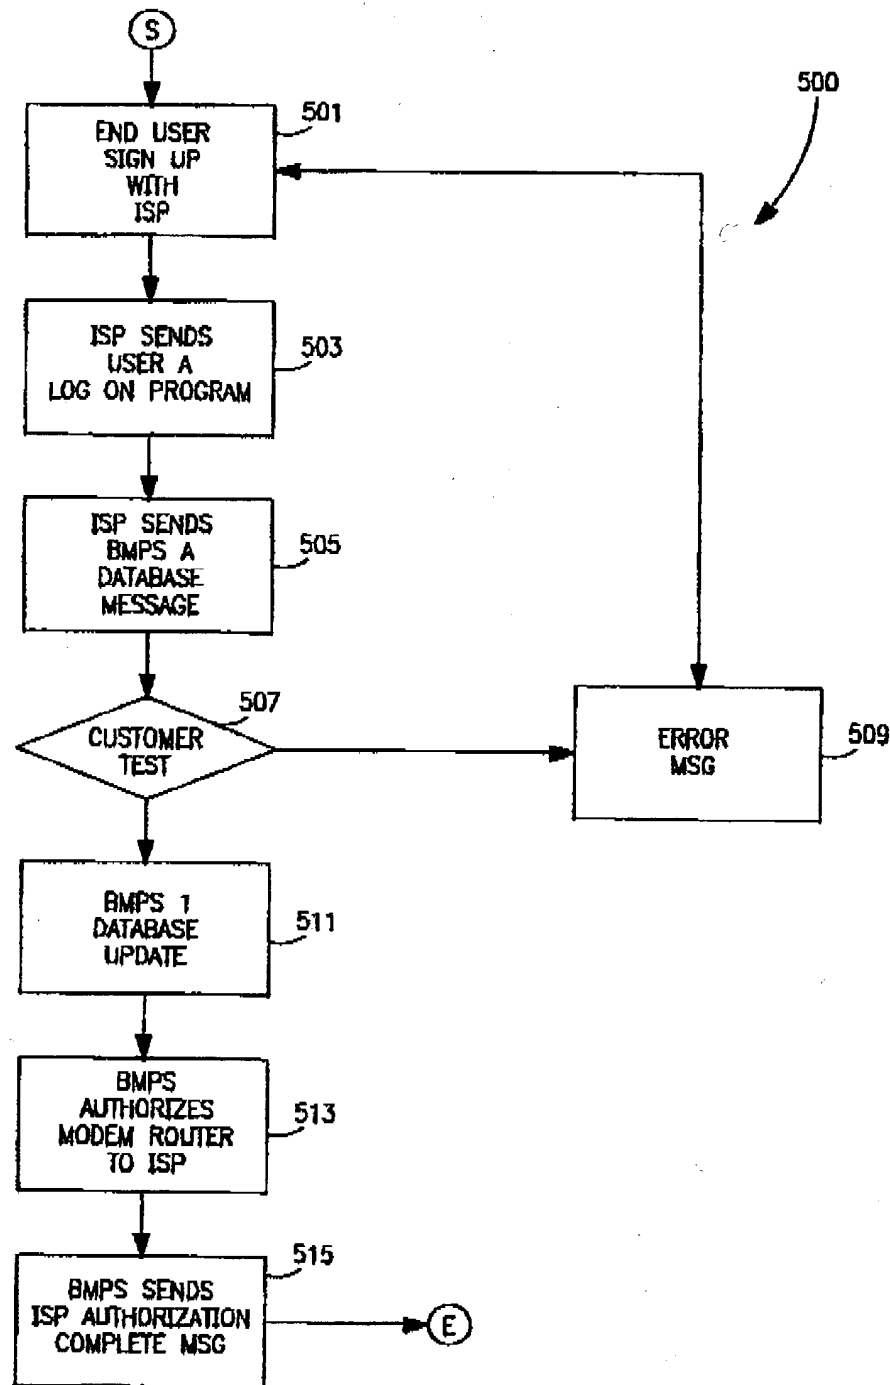 S
500
501
END USER
SIGN UP
WITH
ISP
503
ISP SENDS
USER A
LOG ON PROGRAM
505
ISP SENDS
BMPS A
DATABASE
MESSAGE
507
CUSTOMER
TEST
509
ERROR
MSG
511
BMPS 1
DATABASE
UPDATE
513
BMPS
AUTHORIZES
MODEM ROUTER
TO ISP
515
BMPS SENDS
ISP AUTHORIZATION
COMPLETE MSG
E